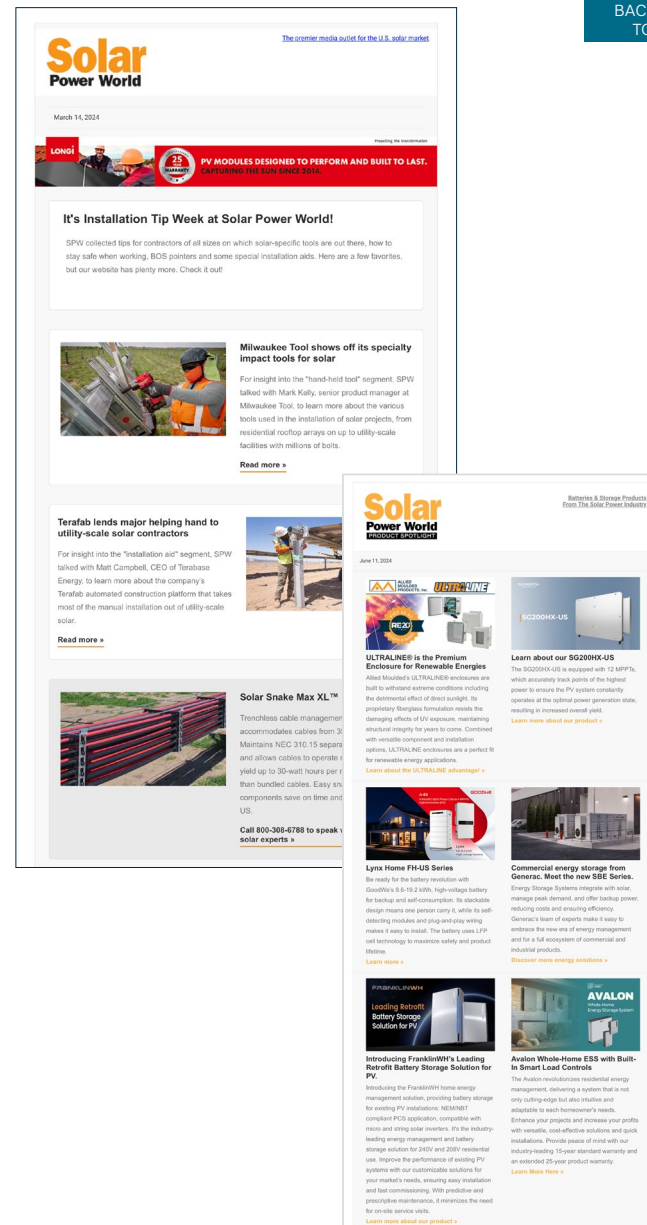 BAC
TO
Solar
Power World
The premier media outlet for the U.S. solar market
March 14, 2024
Propelling the transformation
LONGi
25
YEAR
WARRANTY
PV MODULES DESIGNED TO PERFORM AND BUILT TO LAST.
CAPTURING THE SUN SINCE 2014.
It's Installation Tip Week at Solar Power World!
SPW collected tips for contractors of all sizes on which solar-specific tools are out there, how to
stay safe when working, BOS pointers and some special installation aids. Here are a few favorites,
but our website has plenty more. Check it out!
Milwaukee Tool shows off its specialty
impact tools for solar
For insight into the "hand-held tool" segment, SPW
talked with Mark Kelly, senior product manager at
Milwaukee Tool, to learn more about the various
tools used in the installation of solar projects, from
residential rooftop arrays on up to utility-scale
facilities with millions of bolts.
Read more »
Terafab lends major helping hand to
utility-scale solar contractors
For insight into the "installation aid" segment, SPW
talked with Matt Campbell, CEO of Terabase
Energy, to learn more about the company's
Terafab automated construction platform that takes
most of the manual installation out of utility-scale
solar.
Read more »
Solar Snake Max XL™
Trenchless cable managemen
accommodates cables from 3
Maintains NEC 310.15 separa
and allows cables to operate
yield up to 30-watt hours per
than bundled cables. Easy sn
components save on time and
US.
Call 800-308-6788 to speak
solar experts »
Solar
Power World
PRODUCT SPOTLIGHT
Batteries & Storage Products
From The Solar Power Industry
June 11, 2024
ALLIED
MOULDED
PRODUCTS, INC.
ULTRALINE
ULTRALINE® is the Premium
Enclosure for Renewable Energies
Allied Moulded's ULTRALINE® enclosures are
built to withstand extreme conditions including
the detrimental effect of direct sunlight. Its
proprietary fiberglass formulation resists the
damaging effects of UV exposure, maintaining
structural integrity for years to come. Combined
with versatile component and installation
options, ULTRALINE enclosures are a perfect fit
for renewable energy applications.
Learn about the ULTRALINE advantage! »
SG200HX-US
Learn about our SG200HX-US
The SG200HX-US is equipped with 12 MPPTs,
which accurately track points of the highest
power to ensure the PV system constantly
operates at the optimal power generation state,
resulting in increased overall yield.
Learn more about our product »
GOODWE
Lynx
Lynx Home FH-US Series
Be ready for the battery revolution with
GoodWe's 9.6-19.2 kWh, high-voltage battery
for backup and self-consumption. Its stackable
design means one person carry it, while its self-
detecting modules and plug-and-play wiring
makes it easy to install. The battery uses LFP
cell technology to maximize safety and product
lifetime.
Learn more »
Commercial energy storage from
Generac. Meet the new SBE Series.
Energy Storage Systems integrate with solar,
manage peak demand, and offer backup power,
reducing costs and ensuring efficiency.
Generac's team of experts make it easy to
embrace the new era of energy management
and for a full ecosystem of commercial and
industrial products.
Discover more energy solutions »
FRANKLINWH
Leading Retrofit
Battery Storage
Solution for PV
Introducing FranklinWH's Leading
Retrofit Battery Storage Solution for
PV.
Introducing the FranklinWH home energy
management solution, providing battery storage
for existing PV installations: NEM/NBT
compliant PCS application, compatible with
micro and string solar inverters. It's the industry-
leading energy management and battery
storage solution for 240V and 208V residential
use. Improve the performance of existing PV
systems with our customizable solutions for
your market's needs, ensuring easy installation
and fast commissioning. With predictive and
prescriptive maintenance, it minimizes the need
for on-site service visits.
Learn more about our product »
AVALON
Whole-Home
Energy Storage System
Avalon Whole-Home ESS with Built-
In Smart Load Controls
The Avalon revolutionizes residential energy
management, delivering a system that is not
only cutting-edge but also intuitive and
adaptable to each homeowner's needs.
Enhance your projects and increase your profits
with versatile, cost-effective solutions and quick
installations. Provide peace of mind with our
industry-leading 15-year standard warranty and
an extended 25-year product warranty.
Learn More Here »